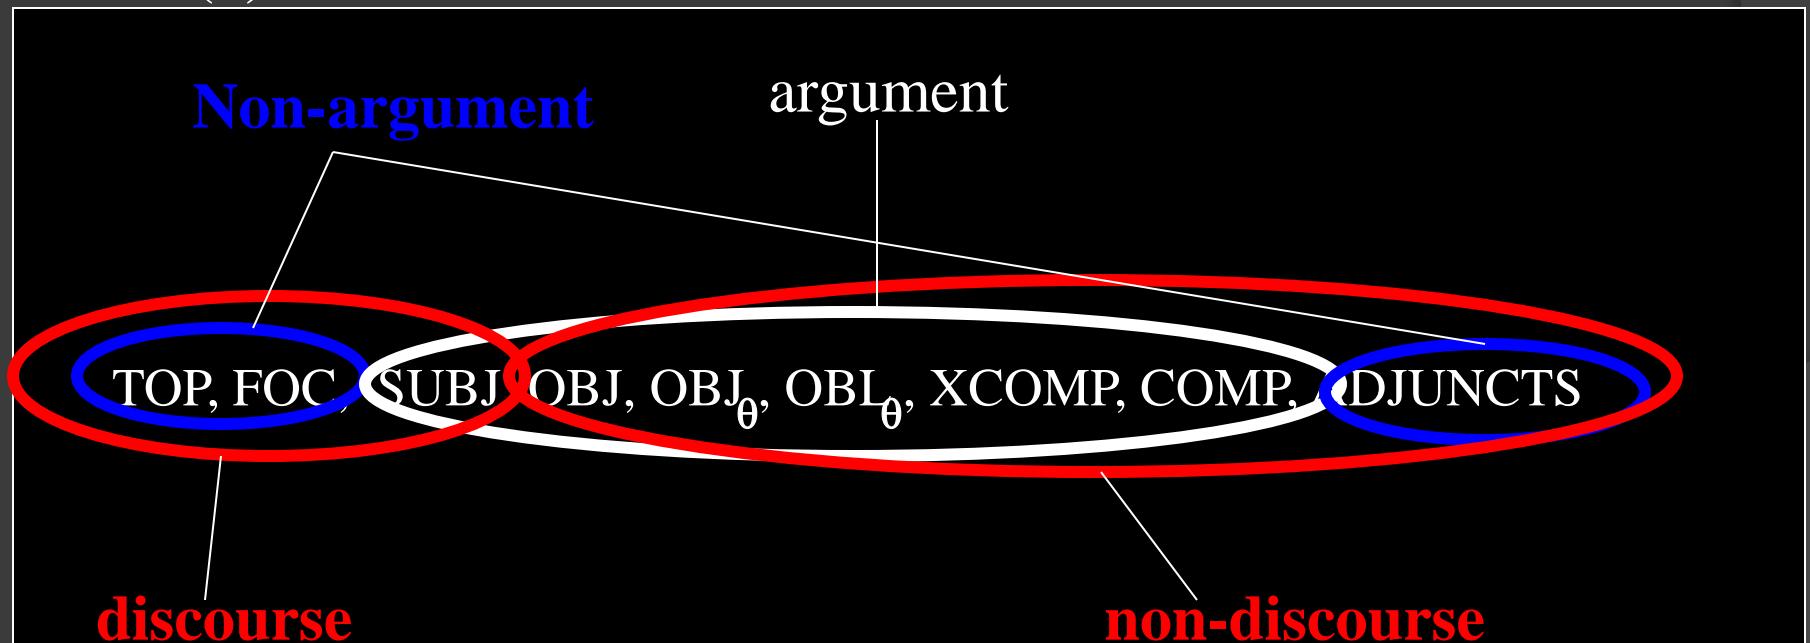 Non-argument argument
TOP, FOC, SUBJ, OBJ, OBJθ, OBLθ, XCOMP, COMP, ADJUNCTS
discourse non-discourse